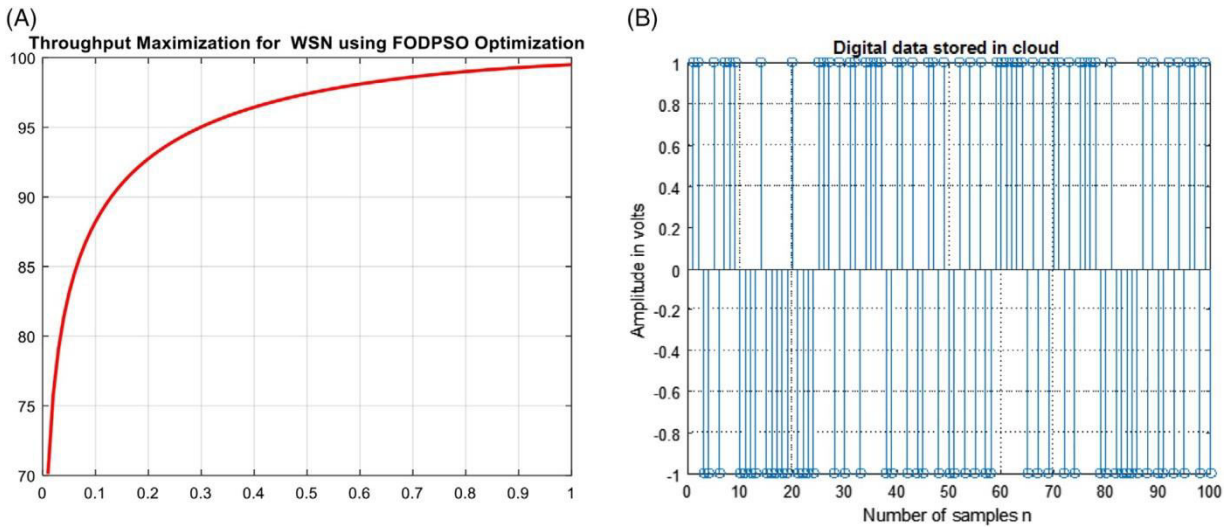 (A)
Throughput Maximization for WSN using FODPSO Optimization
100
95
90
85
80
75
70
0 0.1 0.2 0.3 0.4 0.5 0.6 0.7 0.8 0.9 1
(B)
Digital data stored in cloud
Amplitude in volts
1
0.8
0.6
0.4
0.2
0
-0.2
-0.4
-0.6
-0.8
-1
0 10 20 30 40 50 60 70 80 90 100
Number of samples n